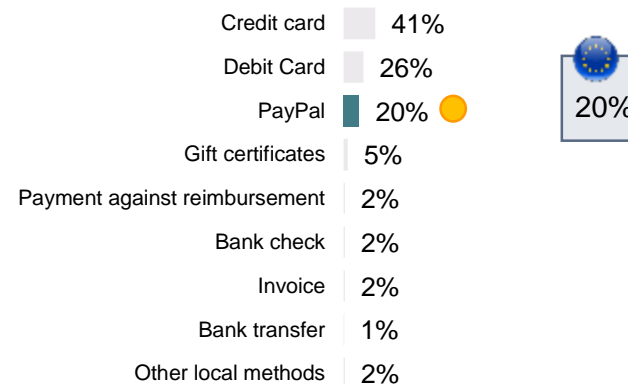 Credit card 41%
Debit Card 26%
PayPal 20%
20%
Gift certificates 5%
Payment against reimbursement 2%
Bank check 2%
Invoice 2%
Bank transfer 1%
Other local methods 2%